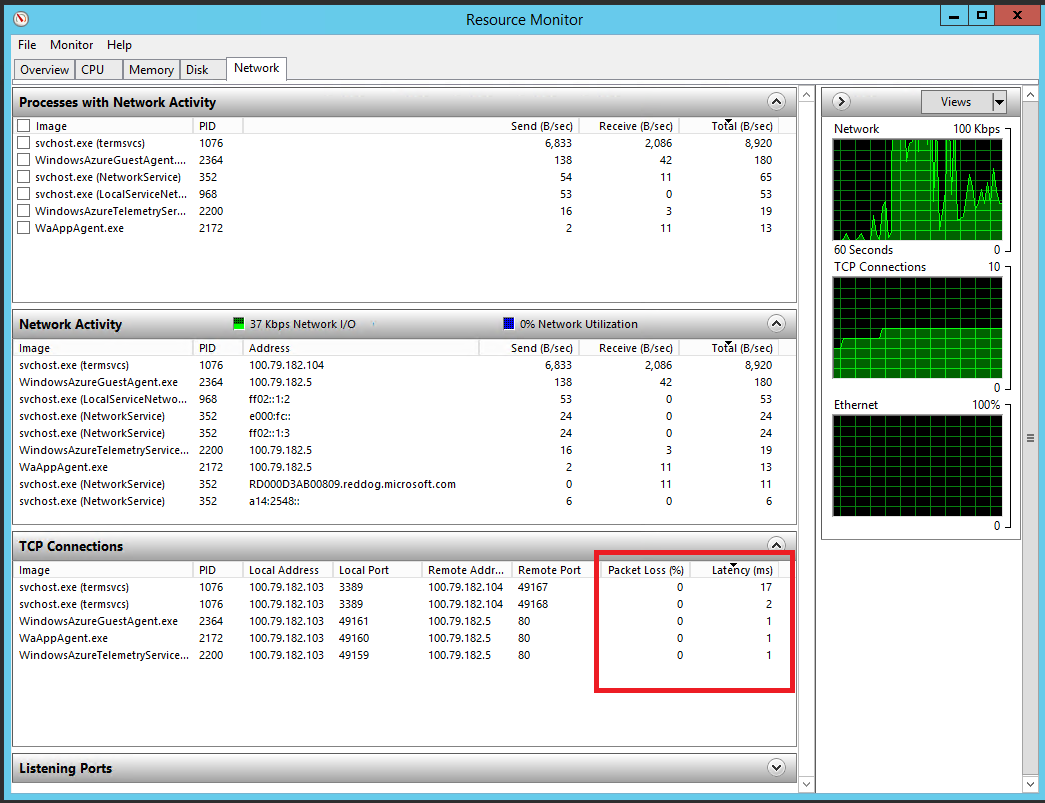 Resource Monitor
File Monitor Help
Overview CPU Memory Disk Network
Processes with Network Activity
Image PID Send (B/sec) Receive (B/sec) Total (B/sec)
svchost.exe (termsvcs) 1076 6,833 2,086 8,920
WindowsAzureGuestAgent.... 2364 138 42 180
svchost.exe (NetworkService) 352 54 11 65
svchost.exe (LocalServiceNet... 968 53 0 53
WindowsAzureTelemetrySer... 2200 16 3 19
WaAppAgent.exe 2172 2 11 13
Network Activity 37 Kbps Network I/O 0% Network Utilization
Image PID Address Send (B/sec) Receive (B/sec) Total (B/sec)
svchost.exe (termsvcs) 1076 100.79.182.104 6,833 2,086 8,920
WindowsAzureGuestAgent.exe 2364 100.79.182.5 138 42 180
svchost.exe (LocalServiceNetwo... 968 ff02::1:2 53 0 53
svchost.exe (NetworkService) 352 e000:fc:: 24 0 24
svchost.exe (NetworkService) 352 ff02::1:3 24 0 24
WindowsAzureTelemetryService... 2200 100.79.182.5 16 3 19
WaAppAgent.exe 2172 100.79.182.5 2 11 13
svchost.exe (NetworkService) 352 RD000D3AB00809.reddog.microsoft.com 0 11 11
svchost.exe (NetworkService) 352 a14:2548:: 6 0 6
TCP Connections
Image PID Local Address Local Port Remote Addr... Remote Port Packet Loss (%) Latency (ms)
svchost.exe (termsvcs) 1076 100.79.182.103 3389 100.79.182.104 49167 0 17
svchost.exe (termsvcs) 1076 100.79.182.103 3389 100.79.182.104 49168 0 2
WindowsAzureGuestAgent.exe 2364 100.79.182.103 49161 100.79.182.5 80 0 1
WaAppAgent.exe 2172 100.79.182.103 49160 100.79.182.5 80 0 1
WindowsAzureTelemetryService... 2200 100.79.182.103 49159 100.79.182.5 80 0 1
Listening Ports
Views
Network 100 Kbps
60 Seconds 0
TCP Connections 10
0
Ethernet 100%
0